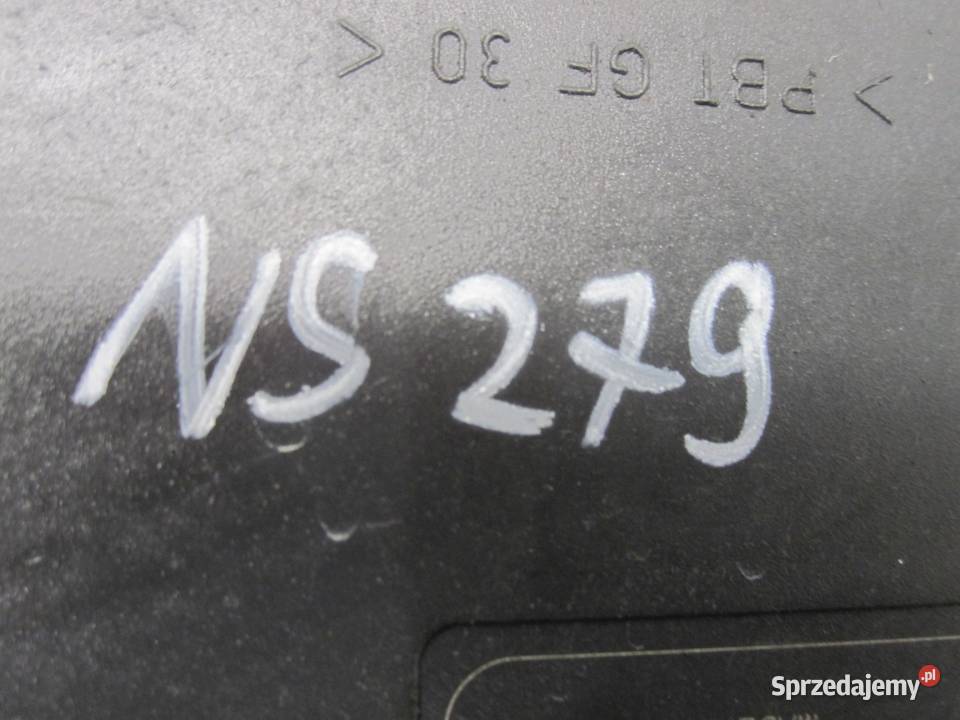 > PBT GF 30 <
NS 279
Sprzedajemy.pl